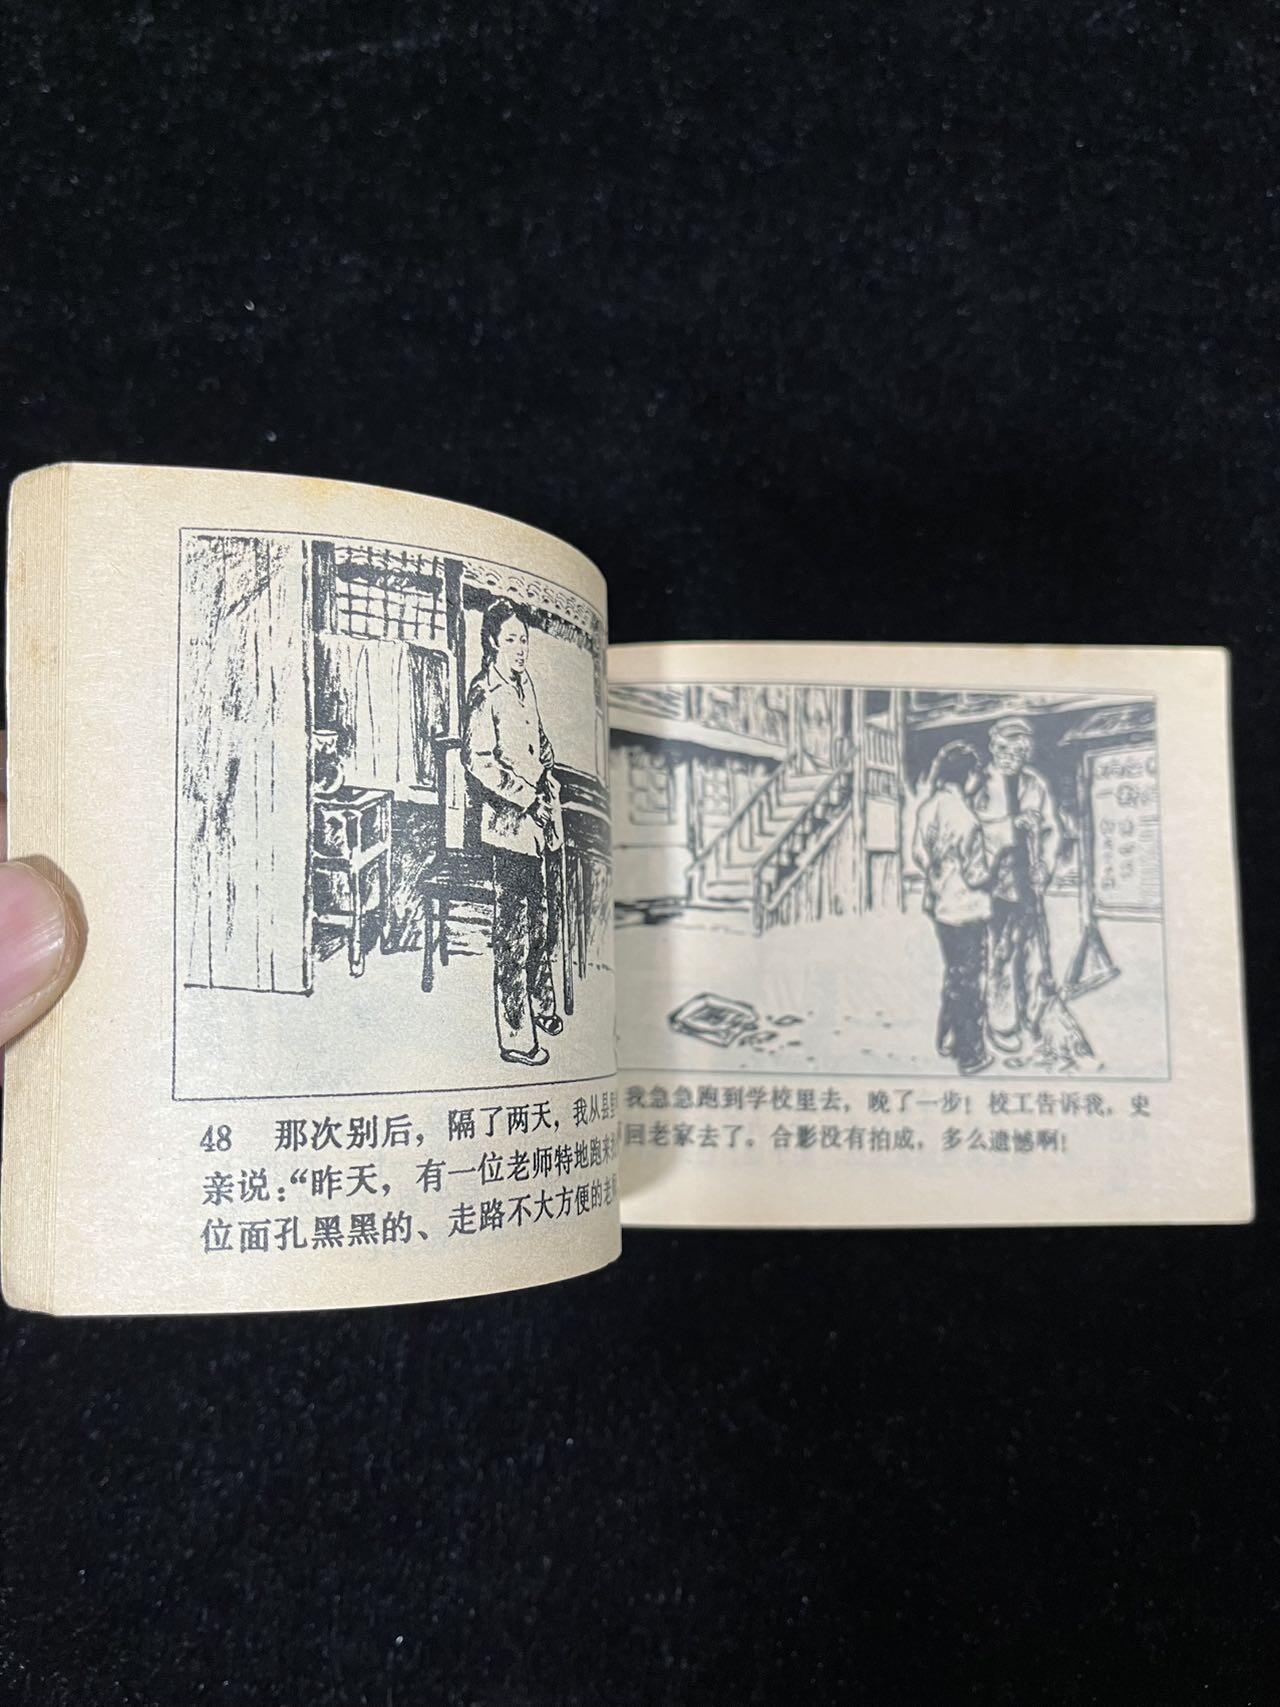 48 那次别后，隔了两天，我从县里
亲说：“昨天，有一位老师特地跑来
位面孔黑黑的、走路不大方便的老
我急急跑到学校里去，晚了一步！校工告诉我，史
回老家去了。合影没有拍成，多么遗憾啊！